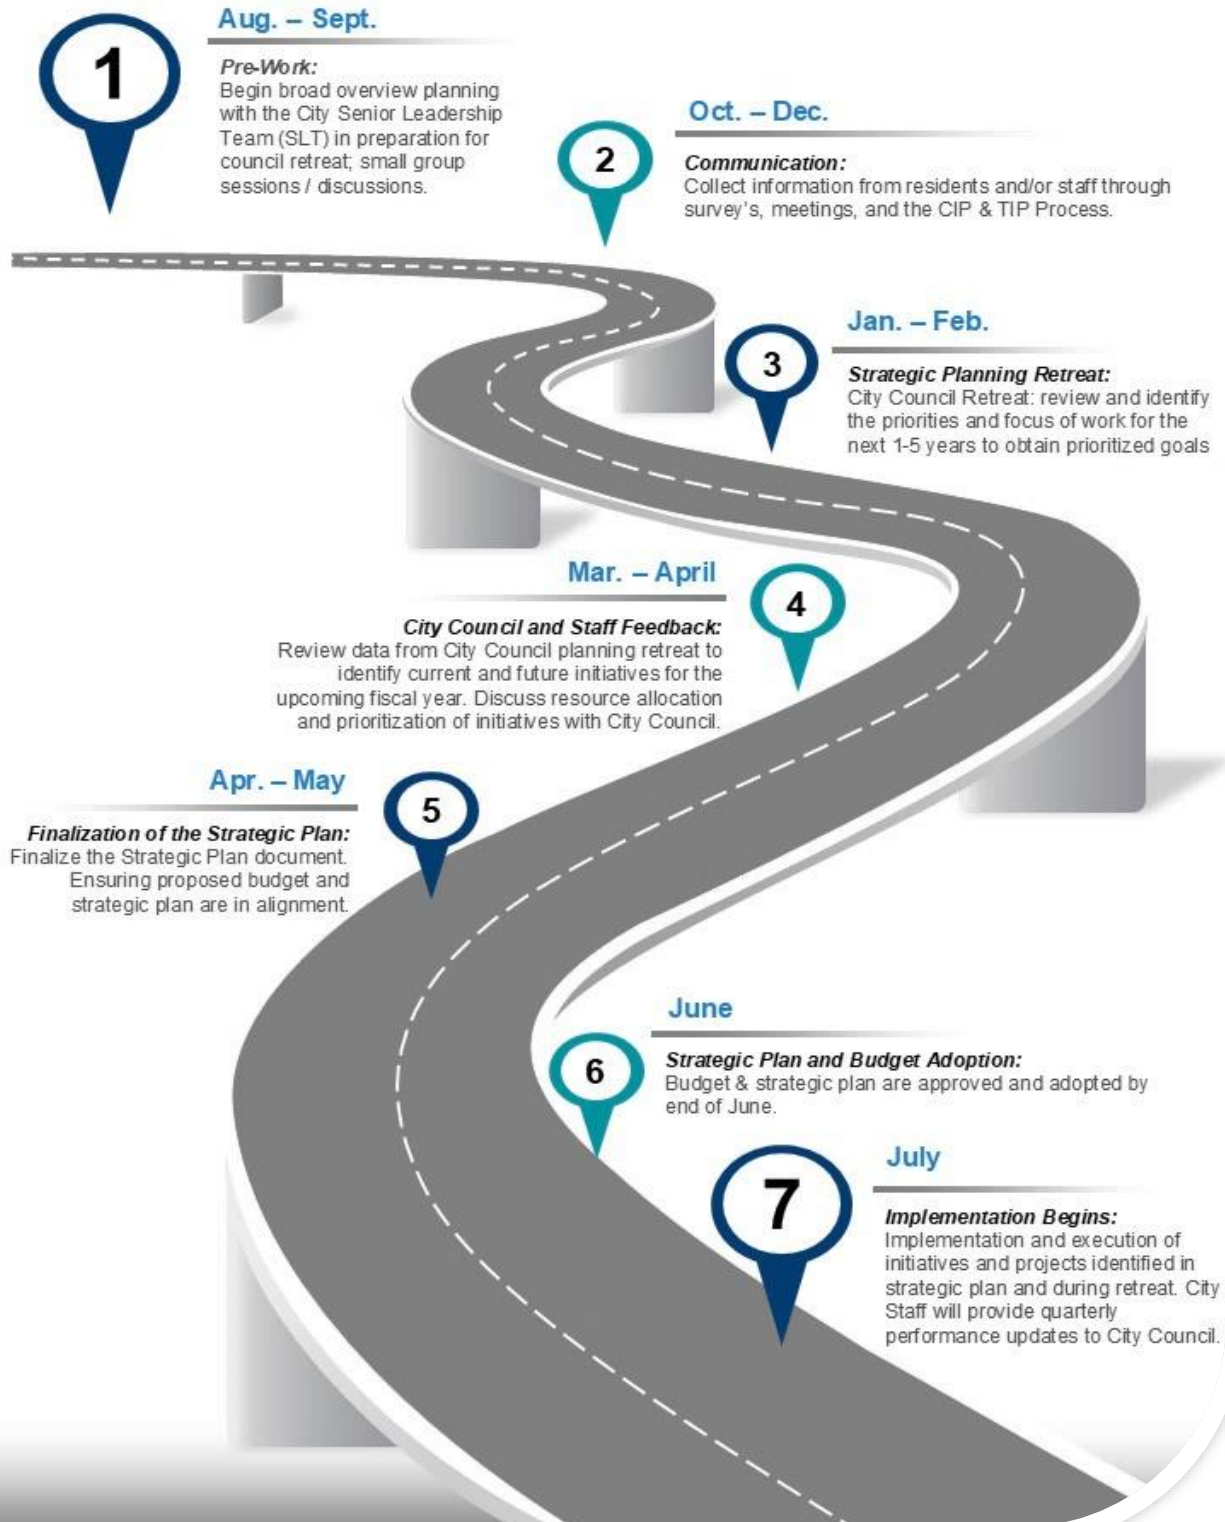 1
Aug. – Sept.
Pre-Work:
Begin broad overview planning
with the City Senior Leadership
Team (SLT) in preparation for
council retreat; small group
sessions / discussions.
2
Oct. – Dec.
Communication:
Collect information from residents and/or staff through
survey's, meetings, and the CIP & TIP Process.
3
Jan. – Feb.
Strategic Planning Retreat:
City Council Retreat: review and identify
the priorities and focus of work for the
next 1-5 years to obtain prioritized goals
Mar. – April
4
City Council and Staff Feedback:
Review data from City Council planning retreat to
identify current and future initiatives for the
upcoming fiscal year. Discuss resource allocation
and prioritization of initiatives with City Council.
Apr. – May
5
Finalization of the Strategic Plan:
Finalize the Strategic Plan document.
Ensuring proposed budget and
strategic plan are in alignment.
6
June
Strategic Plan and Budget Adoption:
Budget & strategic plan are approved and adopted by
end of June.
7
July
Implementation Begins:
Implementation and execution of
initiatives and projects identified in
strategic plan and during retreat. City
Staff will provide quarterly
performance updates to City Council.